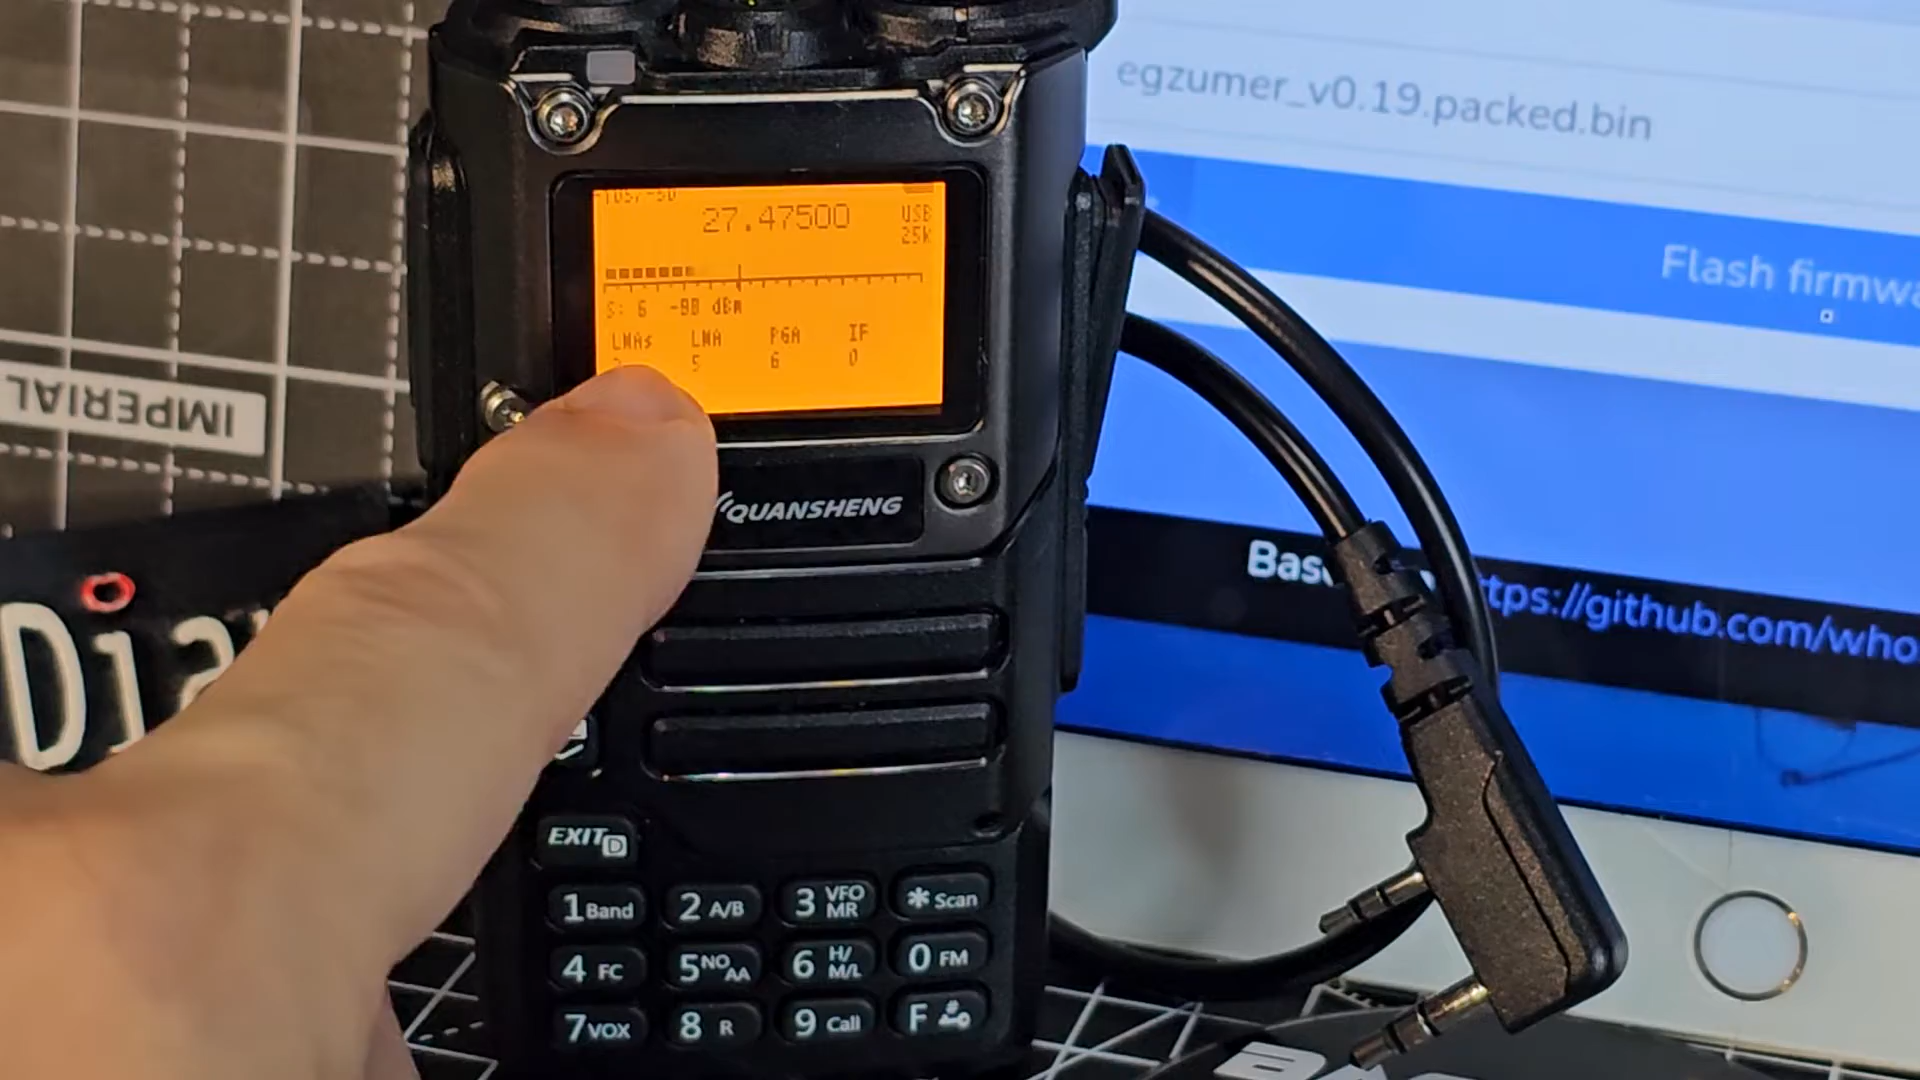 egzumer_v0.19.packed.bin
27.47500
USB
25k
S: 6 -98 dBm
LNAs LNA PGA IF
5 6 0
Flash firmwa
IMPERIAL
QUANSHENG
https://github.com/who
Dia
EXIT D
1 Band 2 A/B 3 VFO MR * Scan
4 FC 5 NOAA 6 H/M/L 0 FM
7 VOX 8 R 9 Call F #